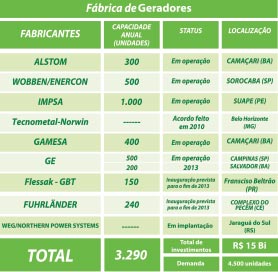 Fábrica de Geradores
FABRICANTES
CAPACIDADE
ANUAL
(UNIDADES)
STATUS
LOCALIZAÇÃO
ALSTOM 300 Em operação CAMAÇARI (BA)
WOBBEN/ENERCON 500 Em operação SOROCABA (SP)
IMPSA 1.000 Em operação SUAPE (PE)
Tecnometal-Norwin ------ Acordo feito
em 2010
Belo Horizonte
(MG)
GAMESA 400 Em operação CAMAÇARI (BA)
GE 500
200
Em operação
2013
CAMPINAS (SP)
SALVADOR (BA)
Flessak - GBT 150 Inauguração prevista
para o fim de 2013
Fransciso Beltrão
(PR)
FUHRLÄNDER 240 Inauguração prevista
para o fim de 2013
COMPLEXO DO
PECÉM (CE)
WEG/NORTHERN POWER SYSTEMS ------ Em implantação Jaraguá do Sul
(RS)
TOTAL 3.290
Total de
investimentos
R$ 15 Bi
Demanda 4.500 unidades